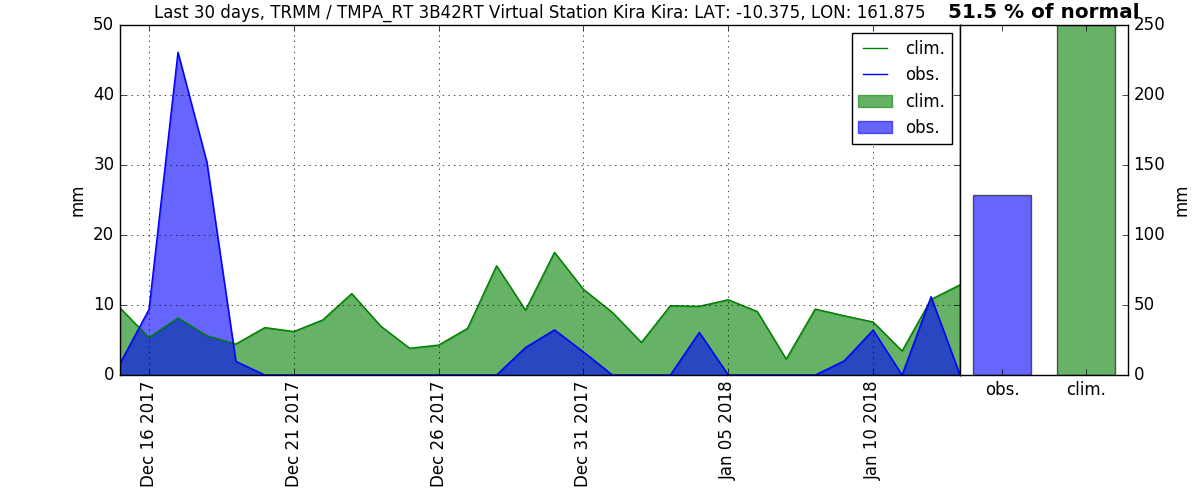 Last 30 days, TRMM / TMPA_RT 3B42RT Virtual Station Kira Kira: LAT: -10.375, LON: 161.875
51.5 % of normal
50
40
30
20
10
0
mm
clim.
obs.
clim.
obs.
250
200
150
100
50
0
mm
obs.
clim.
Dec 16 2017
Dec 21 2017
Dec 26 2017
Dec 31 2017
Jan 05 2018
Jan 10 2018